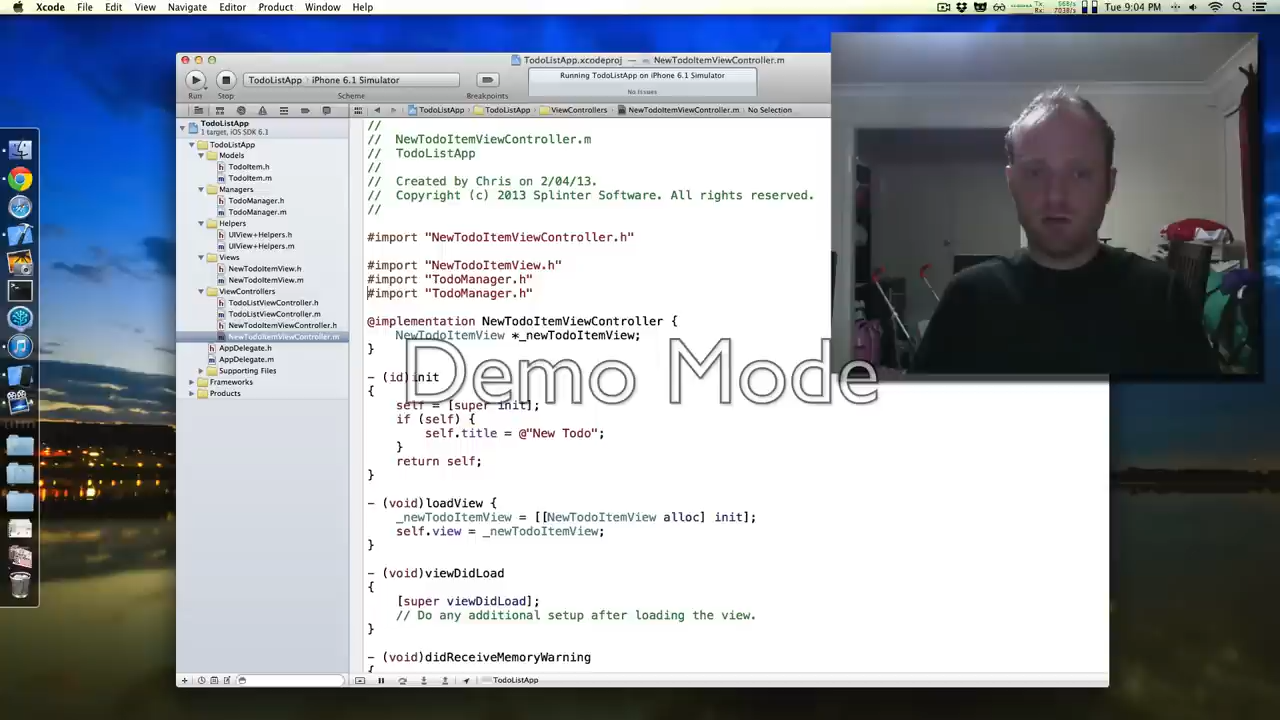 Xcode File Edit View Navigate Editor Product Window Help
Tue 9:04 PM
TodoListApp.xcodeproj — NewTodoItemViewController.m
TodoListApp iPhone 6.1 Simulator
Running TodoListApp on iPhone 6.1 Simulator
No Issues
Run Stop Scheme Breakpoints
TodoListApp TodoListApp ViewControllers NewTodoItemViewController.m No Selection
TodoListApp
1 target, iOS SDK 6.1
TodoListApp
Models
TodoItem.h
TodoItem.m
Managers
TodoManager.h
TodoManager.m
Helpers
UIView+Helpers.h
UIView+Helpers.m
Views
NewTodoItemView.h
NewTodoItemView.m
ViewControllers
TodoListViewController.h
TodoListViewController.m
NewTodoItemViewController.h
NewTodoItemViewController.m
AppDelegate.h
AppDelegate.m
Supporting Files
Frameworks
Products
//
// NewTodoItemViewController.m
// TodoListApp
//
// Created by Chris on 2/04/13.
// Copyright (c) 2013 Splinter Software. All rights reserved.
//
#import "NewTodoItemViewController.h"
#import "NewTodoItemView.h"
#import "TodoManager.h"
#import "TodoManager.h"
@implementation NewTodoItemViewController {
NewTodoItemView *_newTodoItemView;
}
- (id)init
{
self = [super init];
if (self) {
self.title = @"New Todo";
}
return self;
}
- (void)loadView {
_newTodoItemView = [[NewTodoItemView alloc] init];
self.view = _newTodoItemView;
}
- (void)viewDidLoad
{
[super viewDidLoad];
// Do any additional setup after loading the view.
}
- (void)didReceiveMemoryWarning
{
TodoListApp
Demo Mode